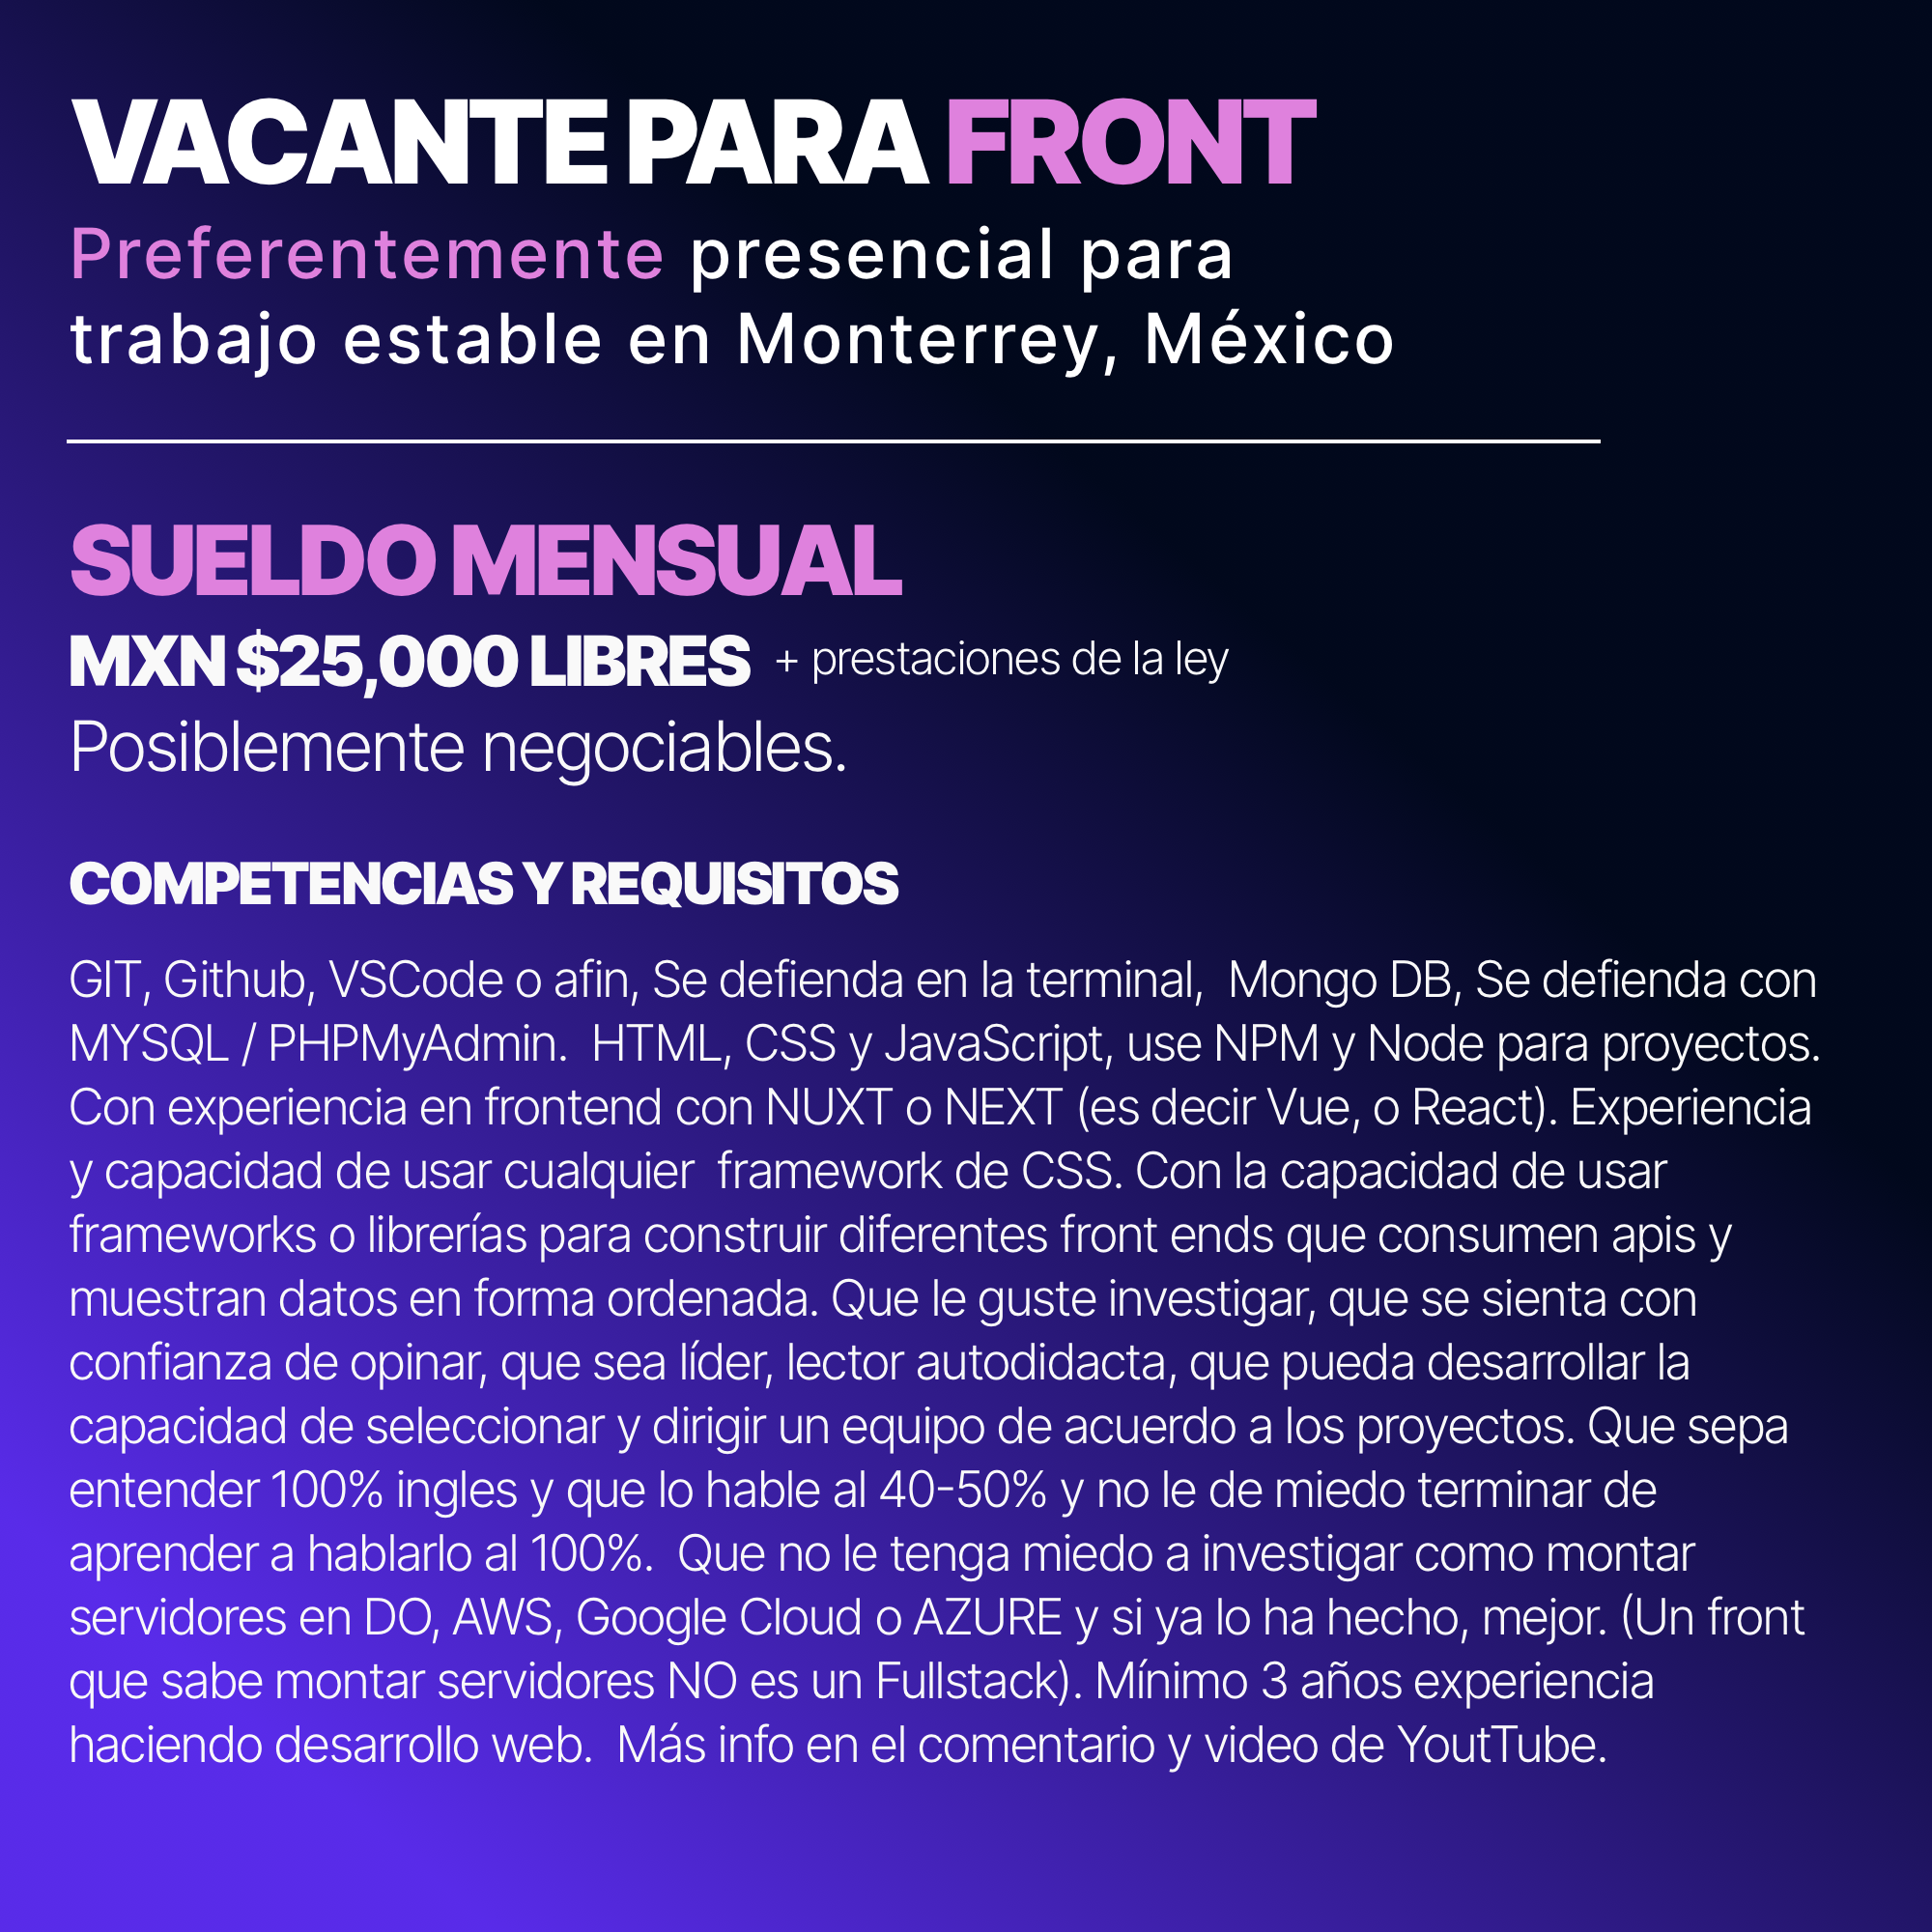 VACANTE PARA FRONT
Preferentemente presencial para
trabajo estable en Monterrey, México
SUELDO MENSUAL
MXN $25,000 LIBRES + prestaciones de la ley
Posiblemente negociables.
COMPETENCIAS Y REQUISITOS
GIT, Github, VSCode o afin, Se defienda en la terminal,  Mongo DB, Se defienda con
MYSQL / PHPMyAdmin.  HTML, CSS y JavaScript, use NPM y Node para proyectos.
Con experiencia en frontend con NUXT o NEXT (es decir Vue, o React). Experiencia
y capacidad de usar cualquier  framework de CSS. Con la capacidad de usar
frameworks o librerías para construir diferentes front ends que consumen apis y
muestran datos en forma ordenada. Que le guste investigar, que se sienta con
confianza de opinar, que sea líder, lector autodidacta, que pueda desarrollar la
capacidad de seleccionar y dirigir un equipo de acuerdo a los proyectos. Que sepa
entender 100% ingles y que lo hable al 40-50% y no le de miedo terminar de
aprender a hablarlo al 100%.  Que no le tenga miedo a investigar como montar
servidores en DO, AWS, Google Cloud o AZURE y si ya lo ha hecho, mejor. (Un front
que sabe montar servidores NO es un Fullstack). Mínimo 3 años experiencia
haciendo desarrollo web.  Más info en el comentario y video de YoutTube.